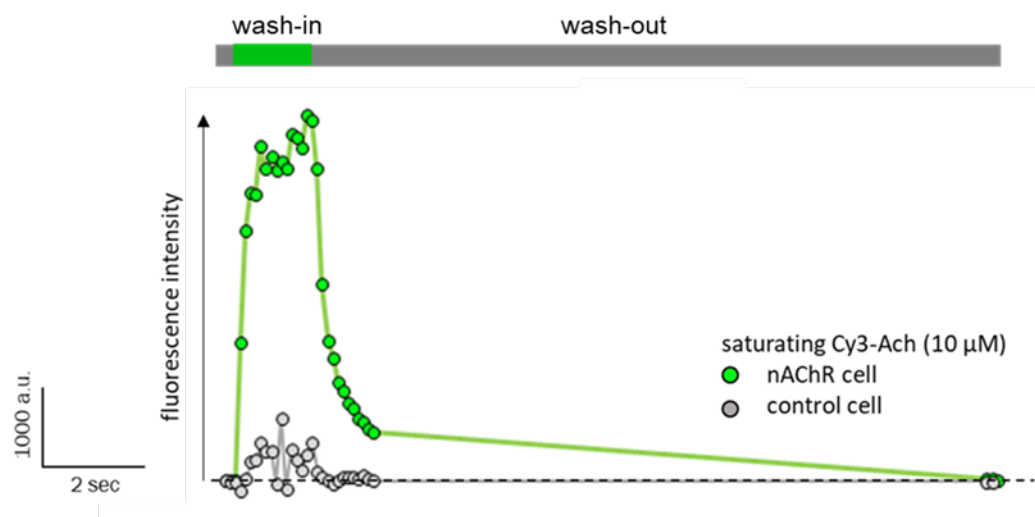 wash-in
wash-out
fluorescence intensity
saturating Cy3-Ach (10 μM)
nAChR cell
control cell
1000 a.u.
2 sec